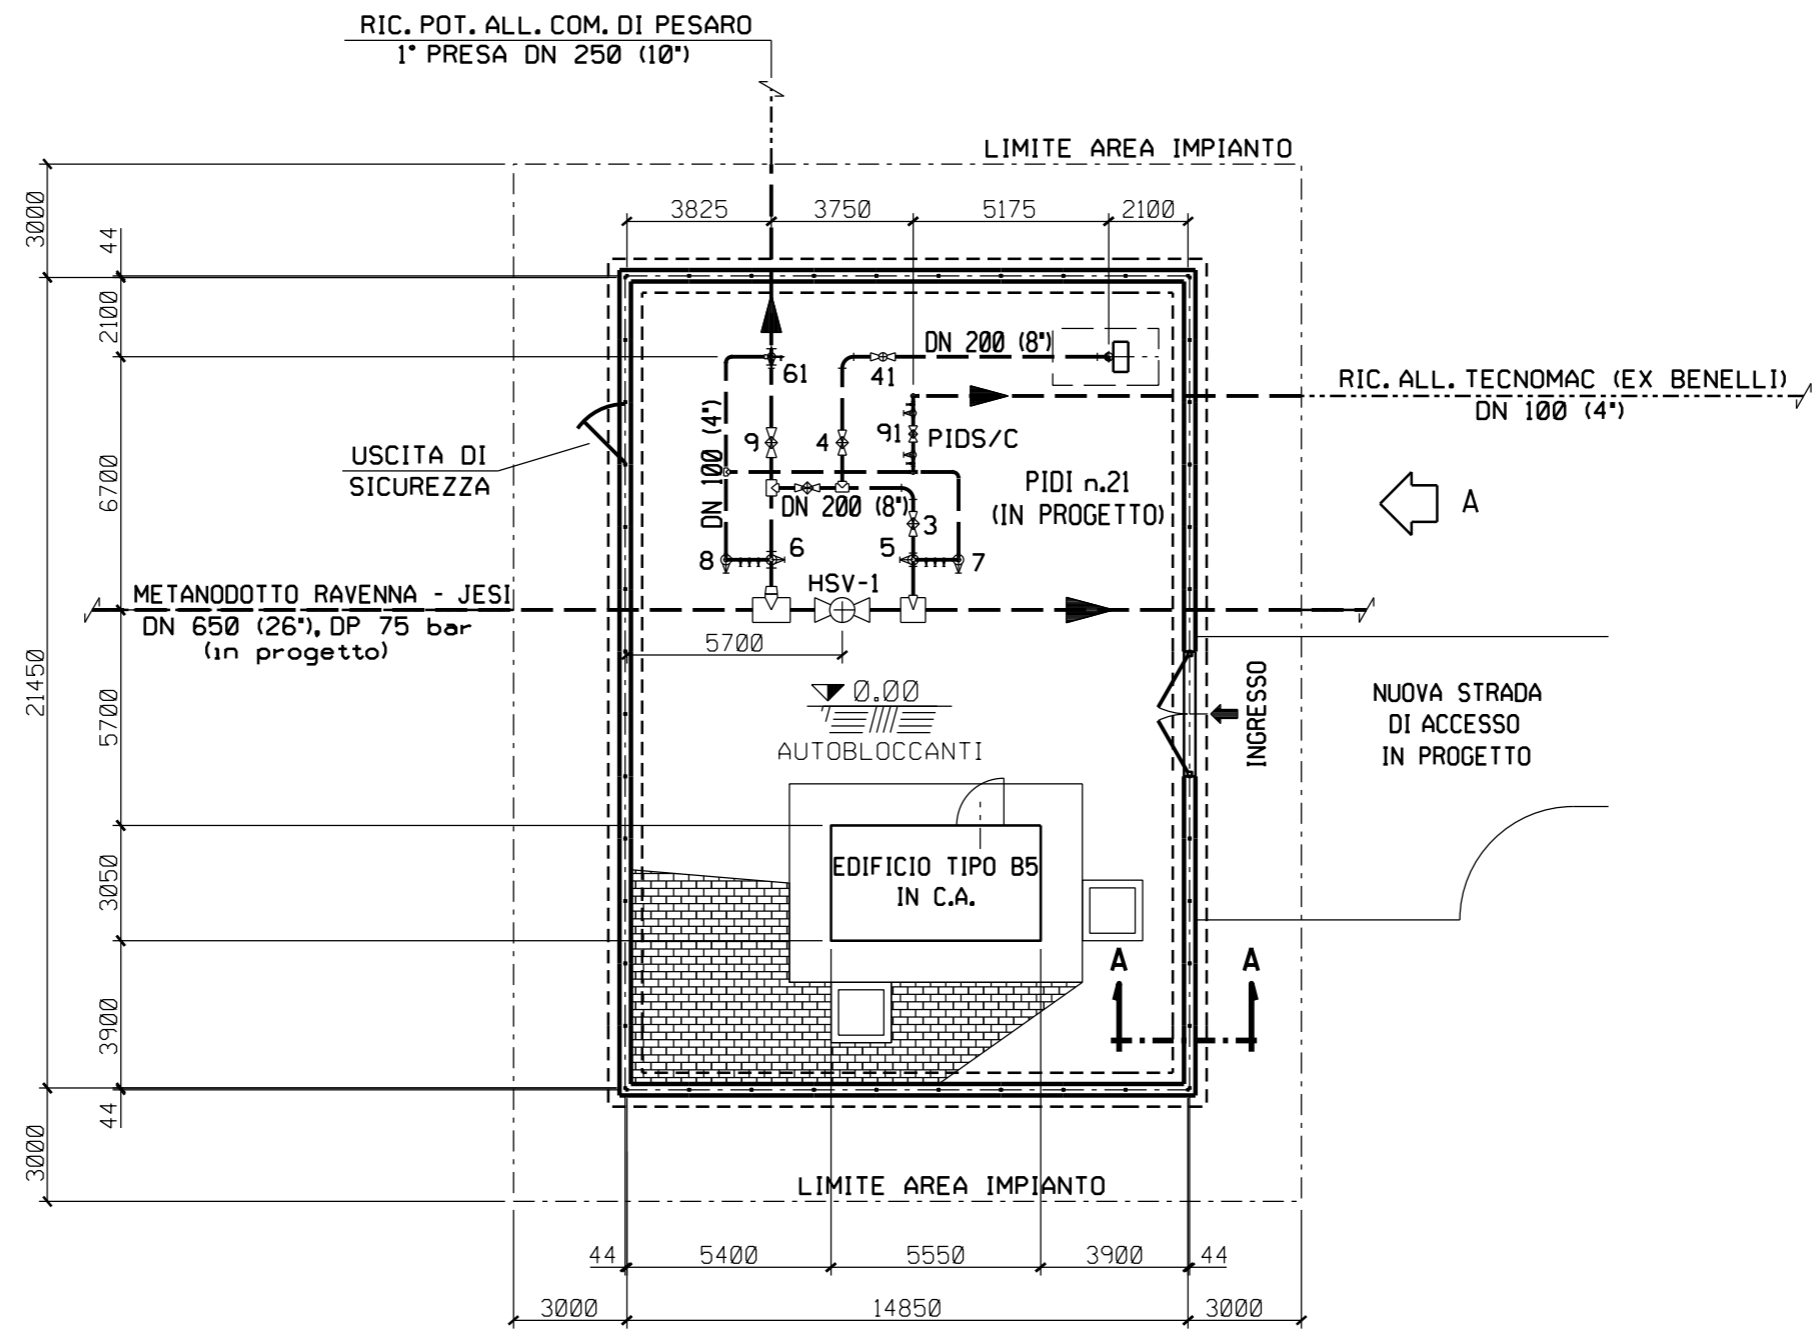 RIC. POT. ALL. COM. DI PESARO
1° PRESA DN 250 (10")
LIMITE AREA IMPIANTO
3000
44
3825
3750
5175
2100
2100
DN 200 (8")
61
41
RIC. ALL. TECNOMAC (EX BENELLI)
DN 100 (4")
DN 100 (4")
9
4
91
PIDS/C
USCITA DI
SICUREZZA
6700
PIDI n.21
(IN PROGETTO)
DN 200 (8")
A
3
8
6
5
7
HSV-1
METANODOTTO RAVENNA - JESI
DN 650 (26"), DP 75 bar
(in progetto)
5700
21450
5700
0.00
AUTOBLOCCANTI
INGRESSO
NUOVA STRADA
DI ACCESSO
IN PROGETTO
3050
EDIFICIO TIPO B5
IN C.A.
A
A
3900
44
3000
LIMITE AREA IMPIANTO
44
5400
5550
3900
44
3000
14850
3000